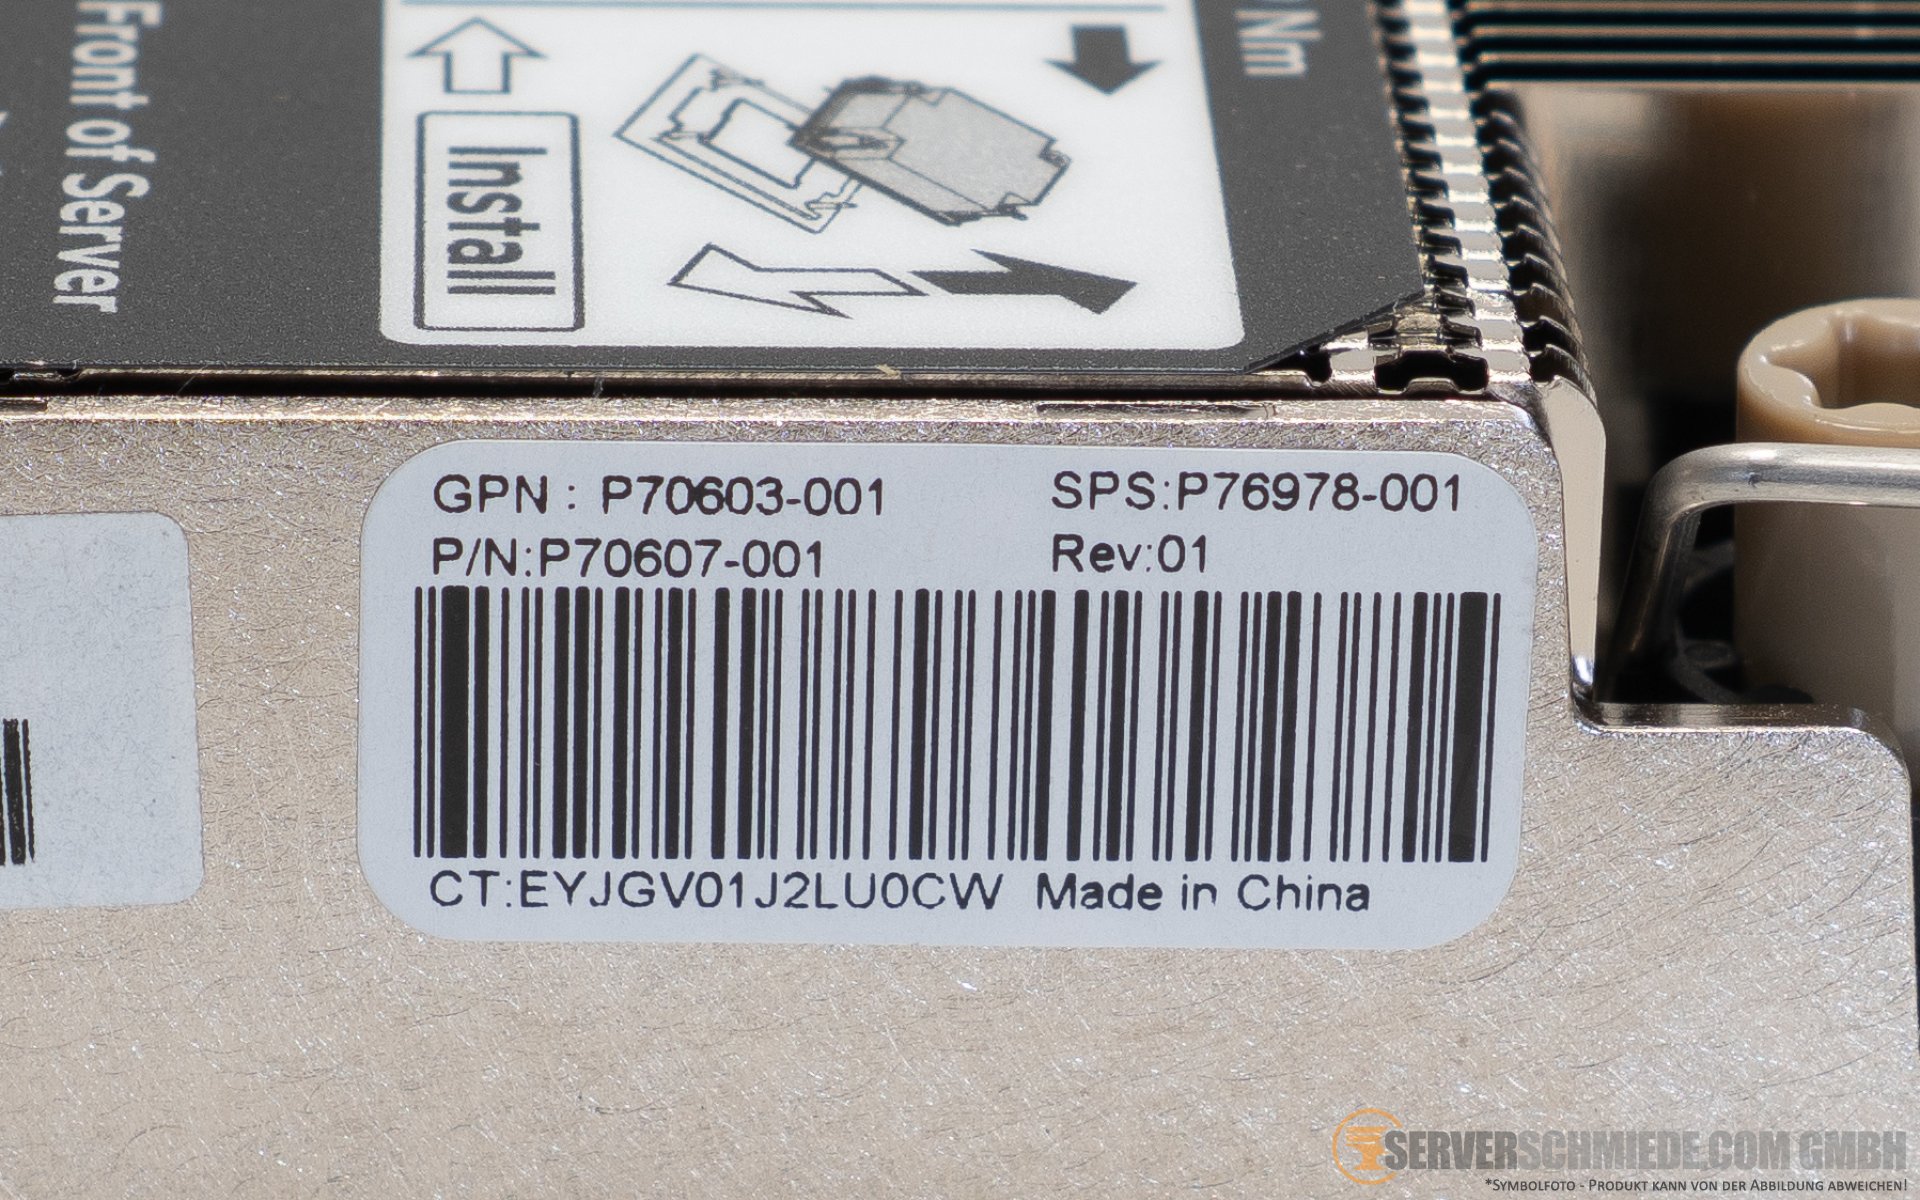 Front of Server
Install
Nm
GPN : P70603-001 SPS:P76978-001
P/N:P70607-001 Rev:01
CT:EYJGV01J2LU0CW Made in China
SERVERSCHMIEDE.COM GMBH
*Symbolfoto - Produkt kann von der Abbildung abweichen!